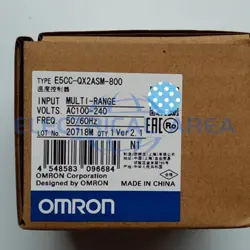 TYPE E5CC-QX2ASM-800
温度控制器
INPUT MULTI-RANGE
VOLTS. AC100-240
FREQ. 50/60Hz
LOT No. 20718M QTY.1 Ver 2.1
N1
4 548583 096684
OMRON Corporation
Designed by OMRON
MADE IN CHINA
OMRON
EAC